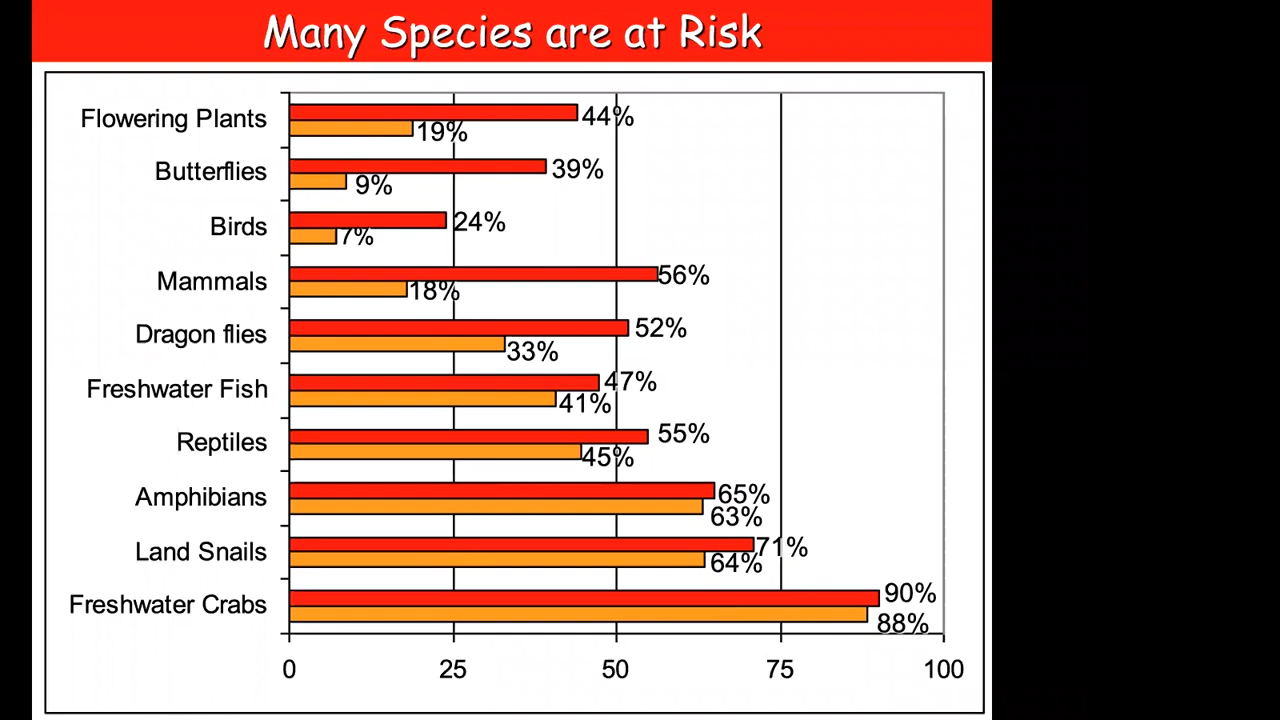 Many Species are at Risk
Flowering Plants
44%
19%
Butterflies
39%
9%
Birds
24%
7%
Mammals
56%
18%
Dragon flies
52%
33%
Freshwater Fish
47%
41%
Reptiles
55%
45%
Amphibians
65%
63%
Land Snails
71%
64%
Freshwater Crabs
90%
88%
0 25 50 75 100